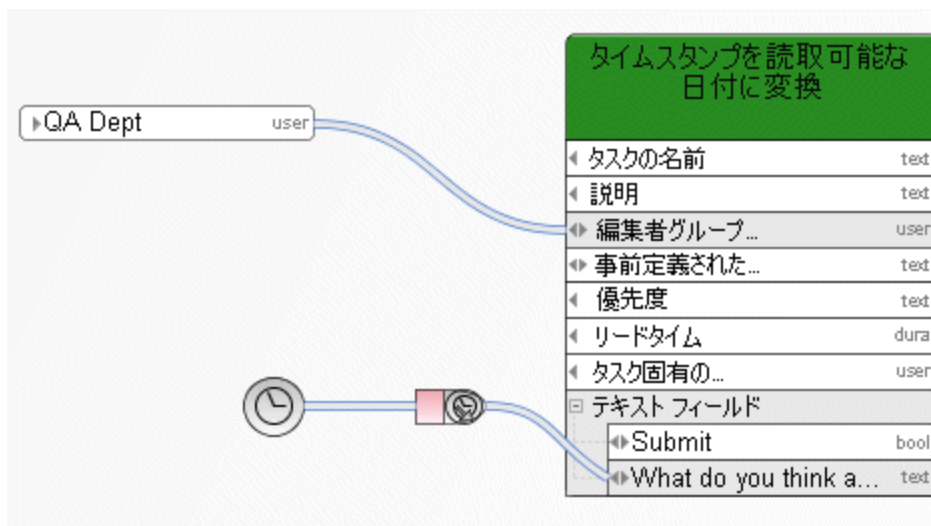 タイムスタンプを読取可能な
日付に変換
QA Dept user
タスクの名前 text
説明 text
編集者グループ... user
事前定義された... text
優先度 text
リードタイム dura
タスク固有の... user
テキスト フィールド
Submit bool
What do you think a... text